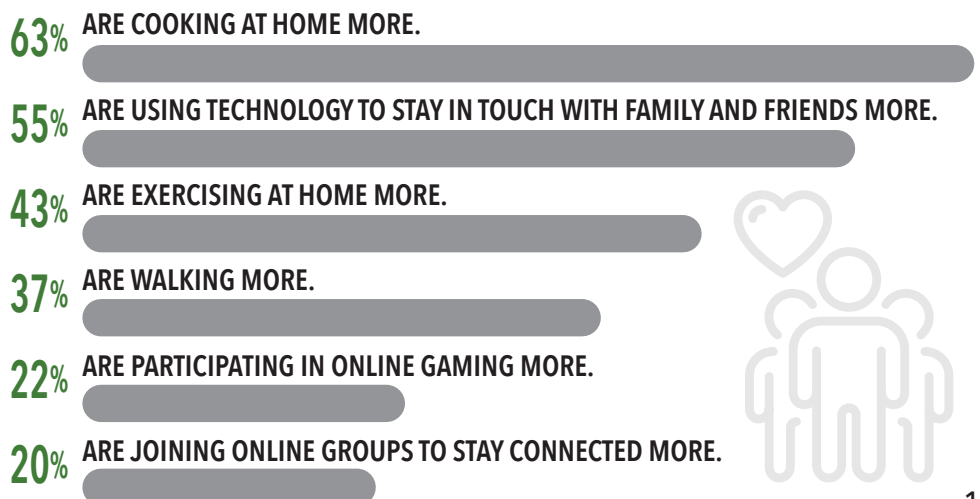 63% ARE COOKING AT HOME MORE.
55% ARE USING TECHNOLOGY TO STAY IN TOUCH WITH FAMILY AND FRIENDS MORE.
43% ARE EXERCISING AT HOME MORE.
37% ARE WALKING MORE.
22% ARE PARTICIPATING IN ONLINE GAMING MORE.
20% ARE JOINING ONLINE GROUPS TO STAY CONNECTED MORE.